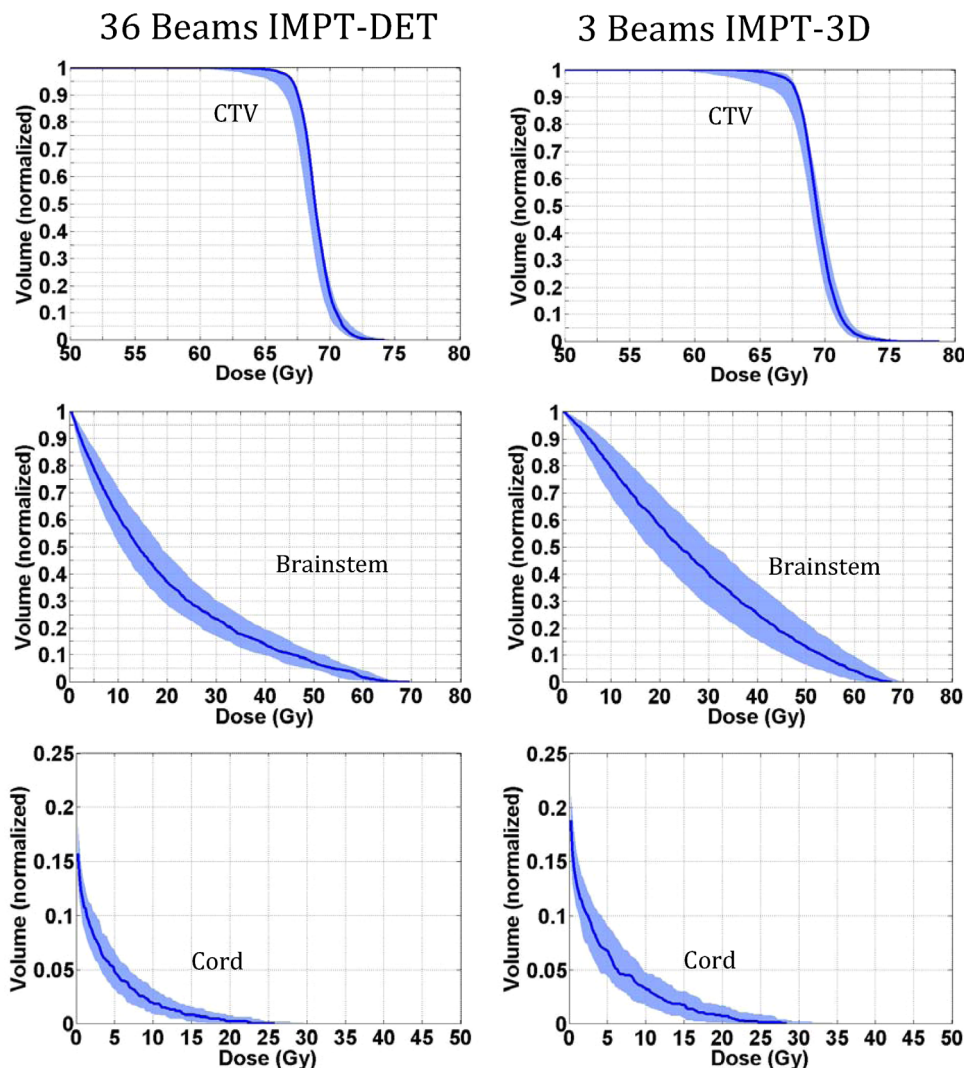 36 Beams IMPT-DET
3 Beams IMPT-3D
Volume (normalized)
1
0.9
0.8
0.7
0.6
0.5
0.4
0.3
0.2
0.1
0
CTV
50 55 60 65 70 75 80
Dose (Gy)
Volume (normalized)
1
0.9
0.8
0.7
0.6
0.5
0.4
0.3
0.2
0.1
0
CTV
50 55 60 65 70 75 80
Dose (Gy)
Volume (normalized)
1
0.9
0.8
0.7
0.6
0.5
0.4
0.3
0.2
0.1
0
Brainstem
0 10 20 30 40 50 60 70 80
Dose (Gy)
Volume (normalized)
1
0.9
0.8
0.7
0.6
0.5
0.4
0.3
0.2
0.1
0
Brainstem
0 10 20 30 40 50 60 70 80
Dose (Gy)
Volume (normalized)
0.25
0.2
0.15
0.1
0.05
0
Cord
0 5 10 15 20 25 30 35 40 45 50
Dose (Gy)
Volume (normalized)
0.25
0.2
0.15
0.1
0.05
0
Cord
0 5 10 15 20 25 30 35 40 45 50
Dose (Gy)